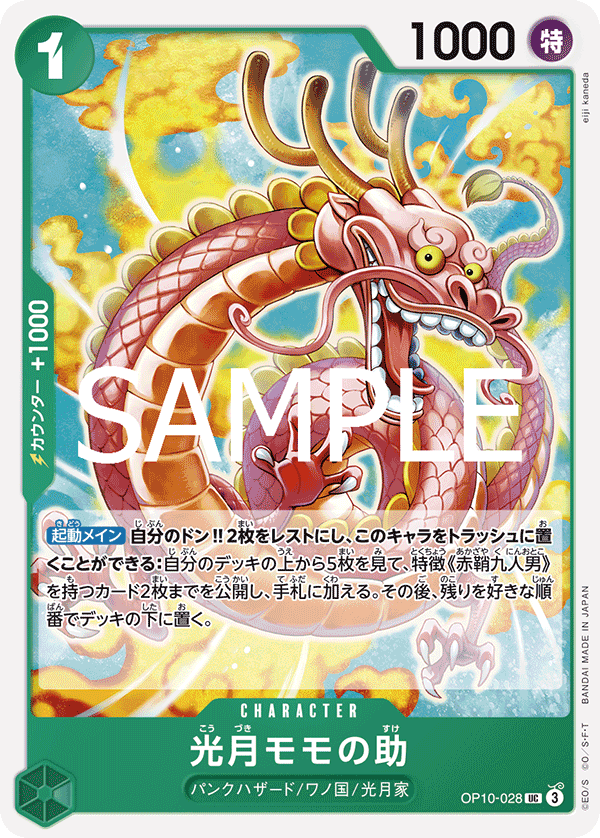 1
1000 特
eiji kaneda
カウンター +1000
SAMPLE
起動メイン 自分のドン!!2枚をレストにし、このキャラをトラッシュに置
くことができる:自分のデッキの上から5枚を見て、特徴《赤鞘九人男》
を持つカード2枚までを公開し、手札に加える。その後、残りを好きな順
番でデッキの下に置く。
CHARACTER
光月モモの助
パンクハザード/ワノ国/光月家
OP10-028 UC 3
©E.O/S ©O/S・F・T BANDAI MADE IN JAPAN